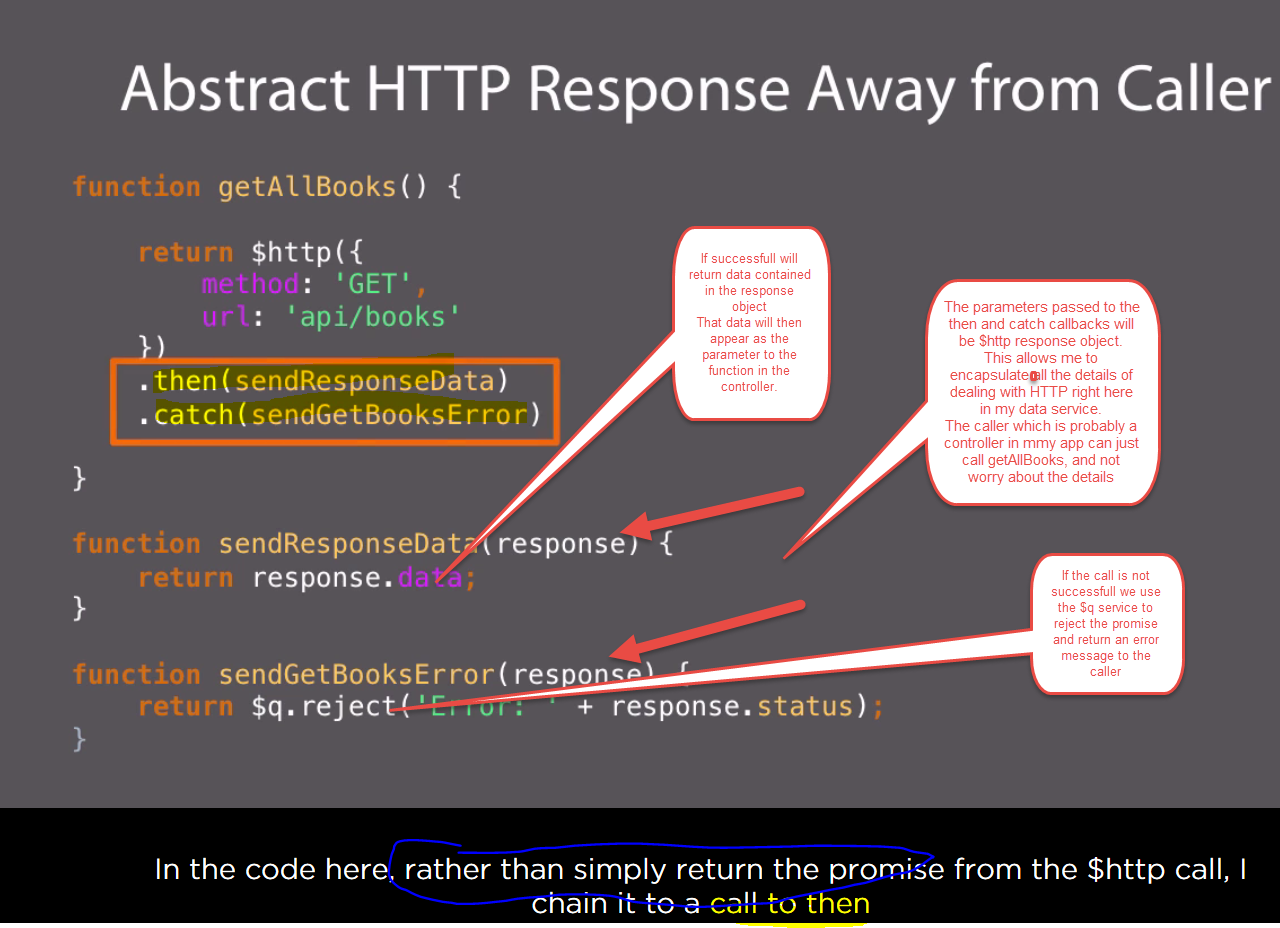 Abstract HTTP Response Away from Caller
function getAllBooks() {
return $http({
method: 'GET',
url: 'api/books'
})
.then(sendResponseData)
.catch(sendGetBooksError)
}
function sendResponseData(response) {
return response.data;
}
function sendGetBooksError(response) {
return $q.reject('Error: ' + response.status);
}
If successfull will
return data contained
in the response
object
That data will then
appear as the
parameter to the
function in the
controller.
The parameters passed to the
then and catch callbacks will
be $http response object.
This allows me to
encapsulate all the details of
dealing with HTTP right here
in my data service.
The caller which is probably a
controller in mmy app can just
call getAllBooks, and not
worry about the details
If the call is not
successfull we use
the $q service to
reject the promise
and return an error
message to the
caller
In the code here, rather than simply return the promise from the $http call, I
chain it to a call to then